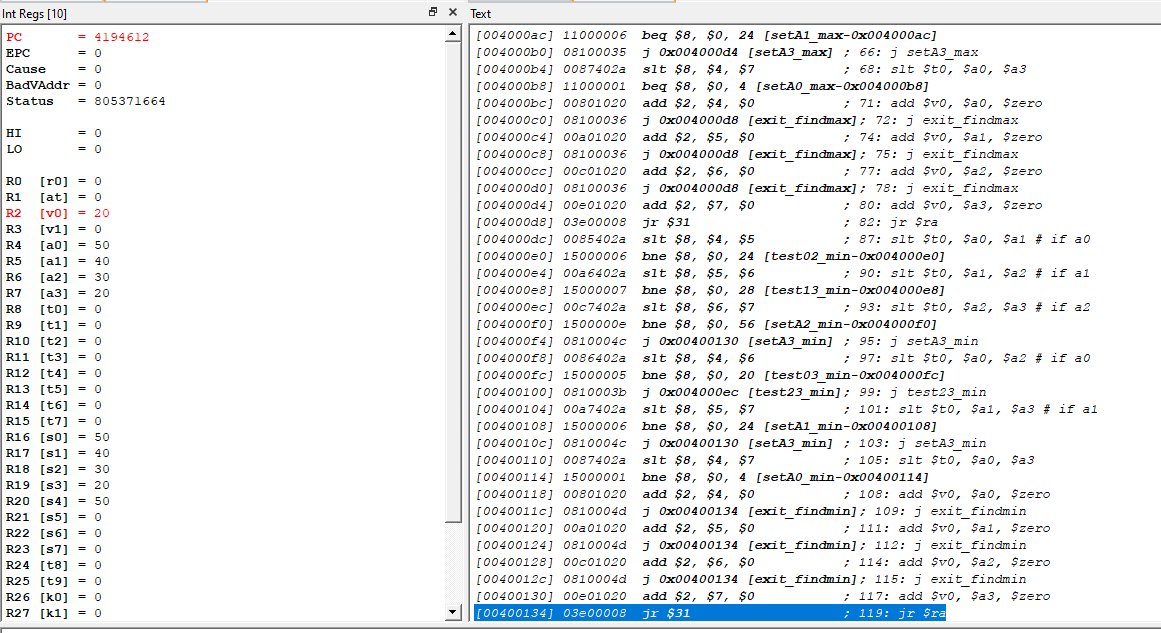 Int Regs [10]
PC = 4194612
EPC = 0
Cause = 0
BadVAddr = 0
Status = 805371664
HI = 0
LO = 0
R0 [r0] = 0
R1 [at] = 0
R2 [v0] = 20
R3 [v1] = 0
R4 [a0] = 50
R5 [a1] = 40
R6 [a2] = 30
R7 [a3] = 20
R8 [t0] = 0
R9 [t1] = 0
R10 [t2] = 0
R11 [t3] = 0
R12 [t4] = 0
R13 [t5] = 0
R14 [t6] = 0
R15 [t7] = 0
R16 [s0] = 50
R17 [s1] = 40
R18 [s2] = 30
R19 [s3] = 20
R20 [s4] = 50
R21 [s5] = 0
R22 [s6] = 0
R23 [s7] = 0
R24 [t8] = 0
R25 [t9] = 0
R26 [k0] = 0
R27 [k1] = 0
Text
[004000ac] 11000006 beq $8, $0, 24 [setA1_max-0x004000ac]
[004000b0] 08100035 j 0x004000d4 [setA3_max] ; 66: j setA3_max
[004000b4] 0087402a slt $8, $4, $7 ; 68: slt $t0, $a0, $a3
[004000b8] 11000001 beq $8, $0, 4 [setA0_max-0x004000b8]
[004000bc] 00801020 add $2, $4, $0 ; 71: add $v0, $a0, $zero
[004000c0] 08100036 j 0x004000d8 [exit_findmax]; 72: j exit_findmax
[004000c4] 00a01020 add $2, $5, $0 ; 74: add $v0, $a1, $zero
[004000c8] 08100036 j 0x004000d8 [exit_findmax]; 75: j exit_findmax
[004000cc] 00c01020 add $2, $6, $0 ; 77: add $v0, $a2, $zero
[004000d0] 08100036 j 0x004000d8 [exit_findmax]; 78: j exit_findmax
[004000d4] 00e01020 add $2, $7, $0 ; 80: add $v0, $a3, $zero
[004000d8] 03e00008 jr $31 ; 82: jr $ra
[004000dc] 0085402a slt $8, $4, $5 ; 87: slt $t0, $a0, $a1 # if a0
[004000e0] 15000006 bne $8, $0, 24 [test02_min-0x004000e0]
[004000e4] 00a6402a slt $8, $5, $6 ; 90: slt $t0, $a1, $a2 # if a1
[004000e8] 15000007 bne $8, $0, 28 [test13_min-0x004000e8]
[004000ec] 00c7402a slt $8, $6, $7 ; 93: slt $t0, $a2, $a3 # if a2
[004000f0] 1500000e bne $8, $0, 56 [setA2_min-0x004000f0]
[004000f4] 0810004c j 0x00400130 [setA3_min] ; 95: j setA3_min
[004000f8] 0086402a slt $8, $4, $6 ; 97: slt $t0, $a0, $a2 # if a0
[004000fc] 15000005 bne $8, $0, 20 [test03_min-0x004000fc]
[00400100] 0810003b j 0x004000ec [test23_min]; 99: j test23_min
[00400104] 00a7402a slt $8, $5, $7 ; 101: slt $t0, $a1, $a3 # if a1
[00400108] 15000006 bne $8, $0, 24 [setA1_min-0x00400108]
[0040010c] 0810004c j 0x00400130 [setA3_min] ; 103: j setA3_min
[00400110] 0087402a slt $8, $4, $7 ; 105: slt $t0, $a0, $a3
[00400114] 15000001 bne $8, $0, 4 [setA0_min-0x00400114]
[00400118] 00801020 add $2, $4, $0 ; 108: add $v0, $a0, $zero
[0040011c] 0810004d j 0x00400134 [exit_findmin]; 109: j exit_findmin
[00400120] 00a01020 add $2, $5, $0 ; 111: add $v0, $a1, $zero
[00400124] 0810004d j 0x00400134 [exit_findmin]; 112: j exit_findmin
[00400128] 00c01020 add $2, $6, $0 ; 114: add $v0, $a2, $zero
[0040012c] 0810004d j 0x00400134 [exit_findmin]; 115: j exit_findmin
[00400130] 00e01020 add $2, $7, $0 ; 117: add $v0, $a3, $zero
[00400134] 03e00008 jr $31 ; 119: jr $ra